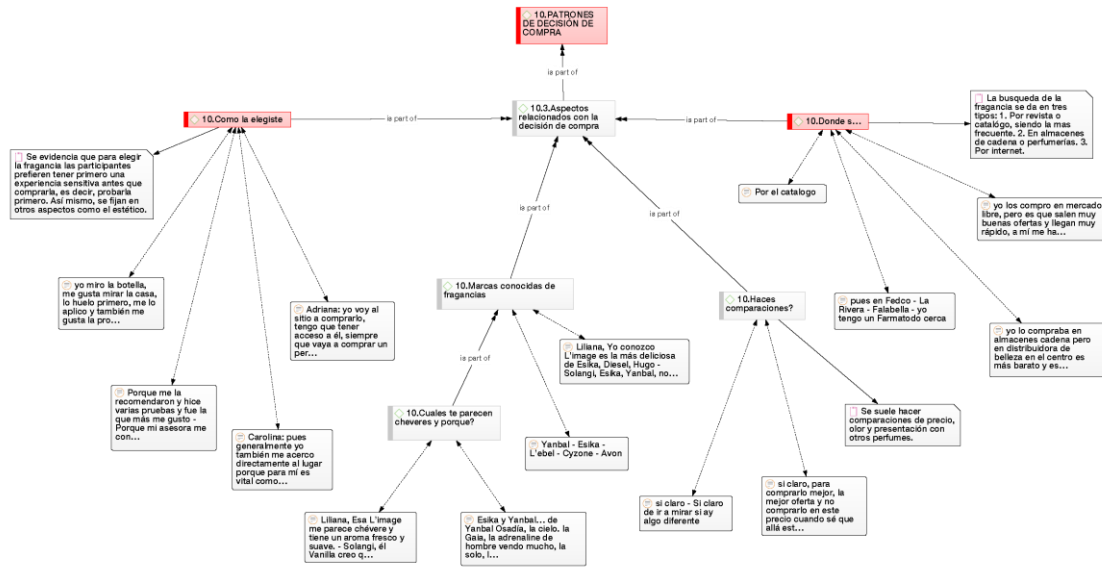 10.PATRONES
DE DECISIÓN DE
COMPRA
is part of
10.Como la elegiste
is part of
10.3.Aspectos
relacionados con la
decisión de compra
is part of
10.Donde s...
La busqueda de la
fragancia se da en tres
tipos: 1. Por revista o
catalógo, siendo la mas
frecuente. 2. En almacenes
de cadena o perfumerías. 3.
Por internet.
Se evidencia que para elegir
la fragancia las participantes
prefieren tener primero una
experiencia sensitiva antes que
comprarla, es decir, probarla
primero. Así mismo, se fijan en
otros aspectos como el estético.
Por el catalogo
yo los compro en mercado
libre, pero es que salen muy
buenas ofertas y llegan muy
rápido, a mí me ha...
is part of
is part of
yo miro la botella,
me gusta mirar la casa,
lo huelo primero, me lo
aplico y también me
gusta la pro...
Adriana: yo voy al
sitio a comprarlo,
tengo que tener
acceso a él, siempre
que vaya a comprar un
per...
10.Marcas conocidas de
fragancias
10.Haces
comparaciones?
pues en Fedco - La
Rivera - Falabella - yo
tengo un Farmatodo cerca
yo lo compraba en
almacenes cadena pero
en distribuidora de
belleza en el centro es
más barato y es...
is part of
Liliana, Yo conozco
L'image es la más deliciosa
de Esika, Diesel, Hugo -
Solangi, Esika, Yanbal, no...
Porque me la
recomendaron y hice
varias pruebas y fue la
que más me gusto -
Porque mi asesora me
con...
Carolina: pues
generalmente yo
también me acerco
directamente al lugar
porque para mí es
vital como...
10.Cuales te parecen
cheveres y porque?
Yanbal - Esika -
L'ebel - Cyzone - Avon
Se suele hacer
comparaciones de precio,
olor y presentación con
otros perfumes.
Liliana, Esa L'image
me parece chévere y
tiene un aroma fresco y
suave. - Solangi, él
Vanilla creo q...
Esika y Yanbal... de
Yanbal Osadía, la cielo. la
Gaia, la adrenaline de
hombre vendo mucho, la
solo, l...
si claro - Si claro
de ir a mirar si ay
algo diferente
si claro, para
comprarlo mejor, la
mejor oferta y no
comprarlo en este
precio cuando sé que
allá est...